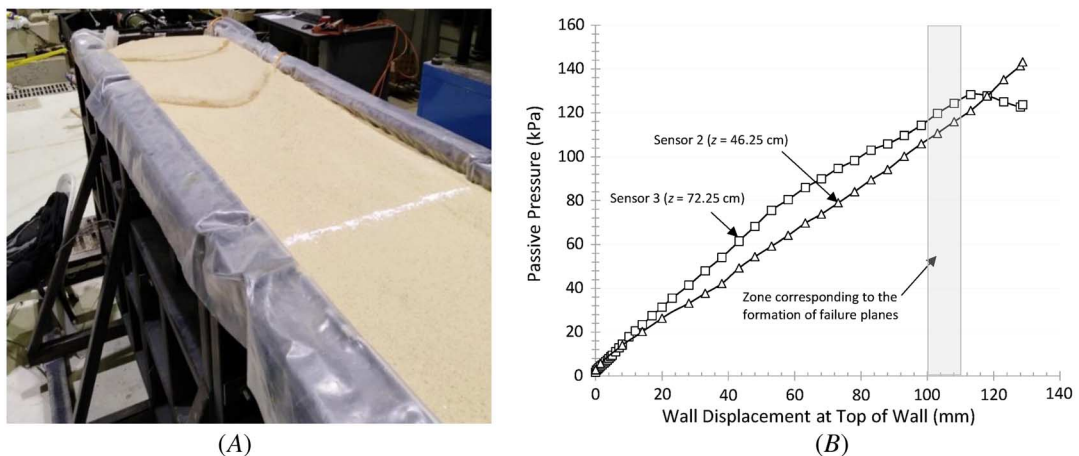 160
140
120
100
80
60
40
20
0
Passive Pressure (kPa)
Sensor 2 (z = 46.25 cm)
Sensor 3 (z = 72.25 cm)
Zone corresponding to the
formation of failure planes
0 20 40 60 80 100 120 140
Wall Displacement at Top of Wall (mm)
(A) (B)